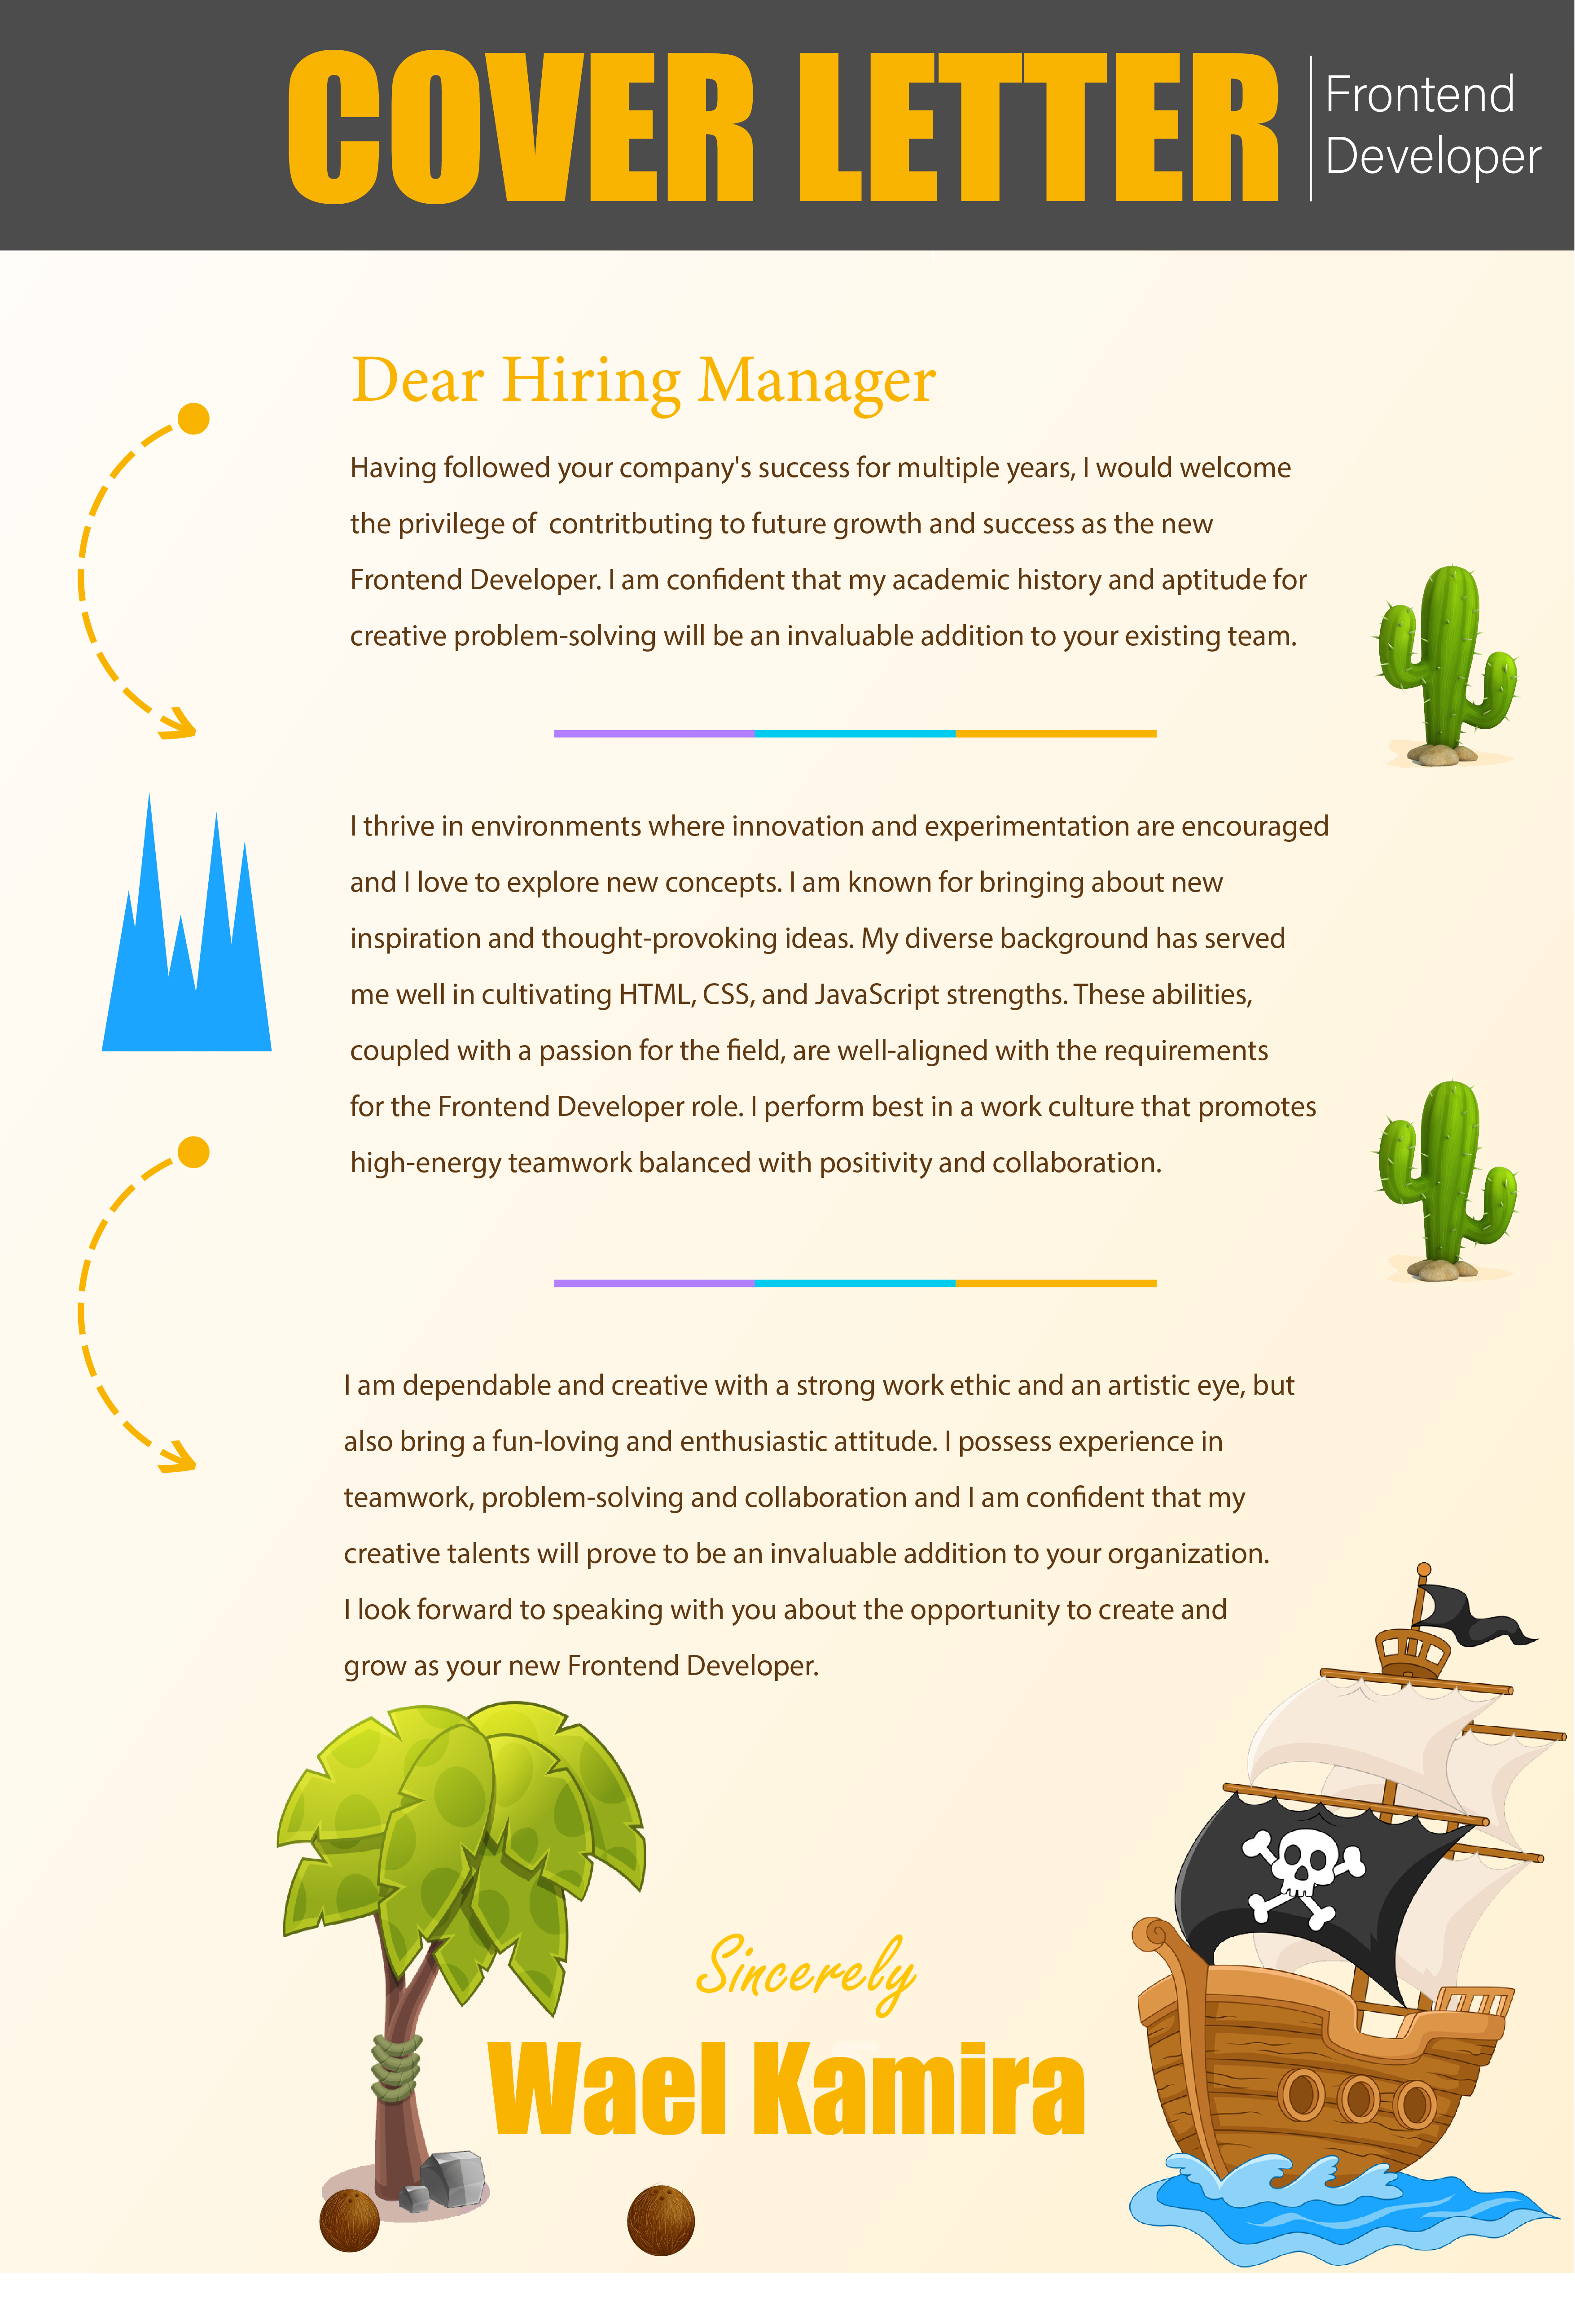 COVER LETTER
Frontend
Developer
Dear Hiring Manager
Having followed your company's success for multiple years, I would welcome
the privilege of  contritbuting to future growth and success as the new
Frontend Developer. I am confident that my academic history and aptitude for
creative problem-solving will be an invaluable addition to your existing team.
I thrive in environments where innovation and experimentation are encouraged
and I love to explore new concepts. I am known for bringing about new
inspiration and thought-provoking ideas. My diverse background has served
me well in cultivating HTML, CSS, and JavaScript strengths. These abilities,
coupled with a passion for the field, are well-aligned with the requirements
for the Frontend Developer role. I perform best in a work culture that promotes
high-energy teamwork balanced with positivity and collaboration.
I am dependable and creative with a strong work ethic and an artistic eye, but
also bring a fun-loving and enthusiastic attitude. I possess experience in
teamwork, problem-solving and collaboration and I am confident that my
creative talents will prove to be an invaluable addition to your organization.
I look forward to speaking with you about the opportunity to create and
grow as your new Frontend Developer.
Sincerely
Wael Kamira